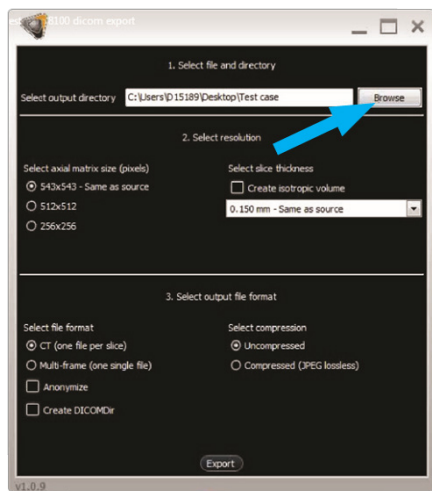 8100 dicom export
1. Select file and directory
Select output directory C:\Users\D15189\Desktop\Test case Browse
2. Select resolution
Select axial matrix size (pixels) Select slice thickness
543x543 - Same as source Create isotropic volume
512x512 0.150 mm - Same as source
256x256
3. Select output file format
Select file format Select compression
CT (one file per slice) Uncompressed
Multi-frame (one single file) Compressed (JPEG lossless)
Anonymize
Create DICOMDir
Export
v1.0.9